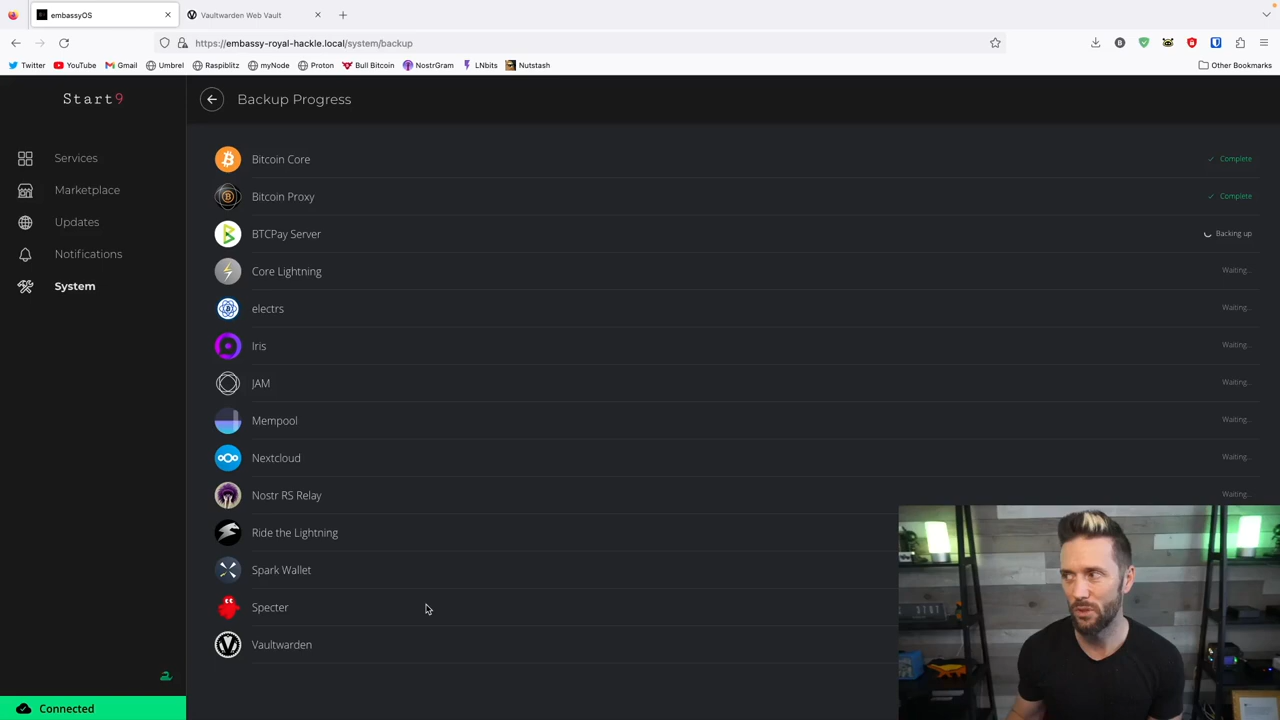 embassyOS
Vaultwarden Web Vault
https://embassy-royal-hackle.local/system/backup
Twitter YouTube Gmail Umbrel Raspiblitz myNode Proton Bull Bitcoin NostrGram LNbits Nutstash Other Bookmarks
Start9
Backup Progress
Services
Marketplace
Updates
Notifications
System
Bitcoin Core Complete
Bitcoin Proxy Complete
BTCPay Server Backing up
Core Lightning Waiting...
electrs Waiting...
Iris Waiting...
JAM Waiting...
Mempool Waiting...
Nextcloud Waiting...
Nostr RS Relay Waiting...
Ride the Lightning
Spark Wallet
Specter
Vaultwarden
Connected